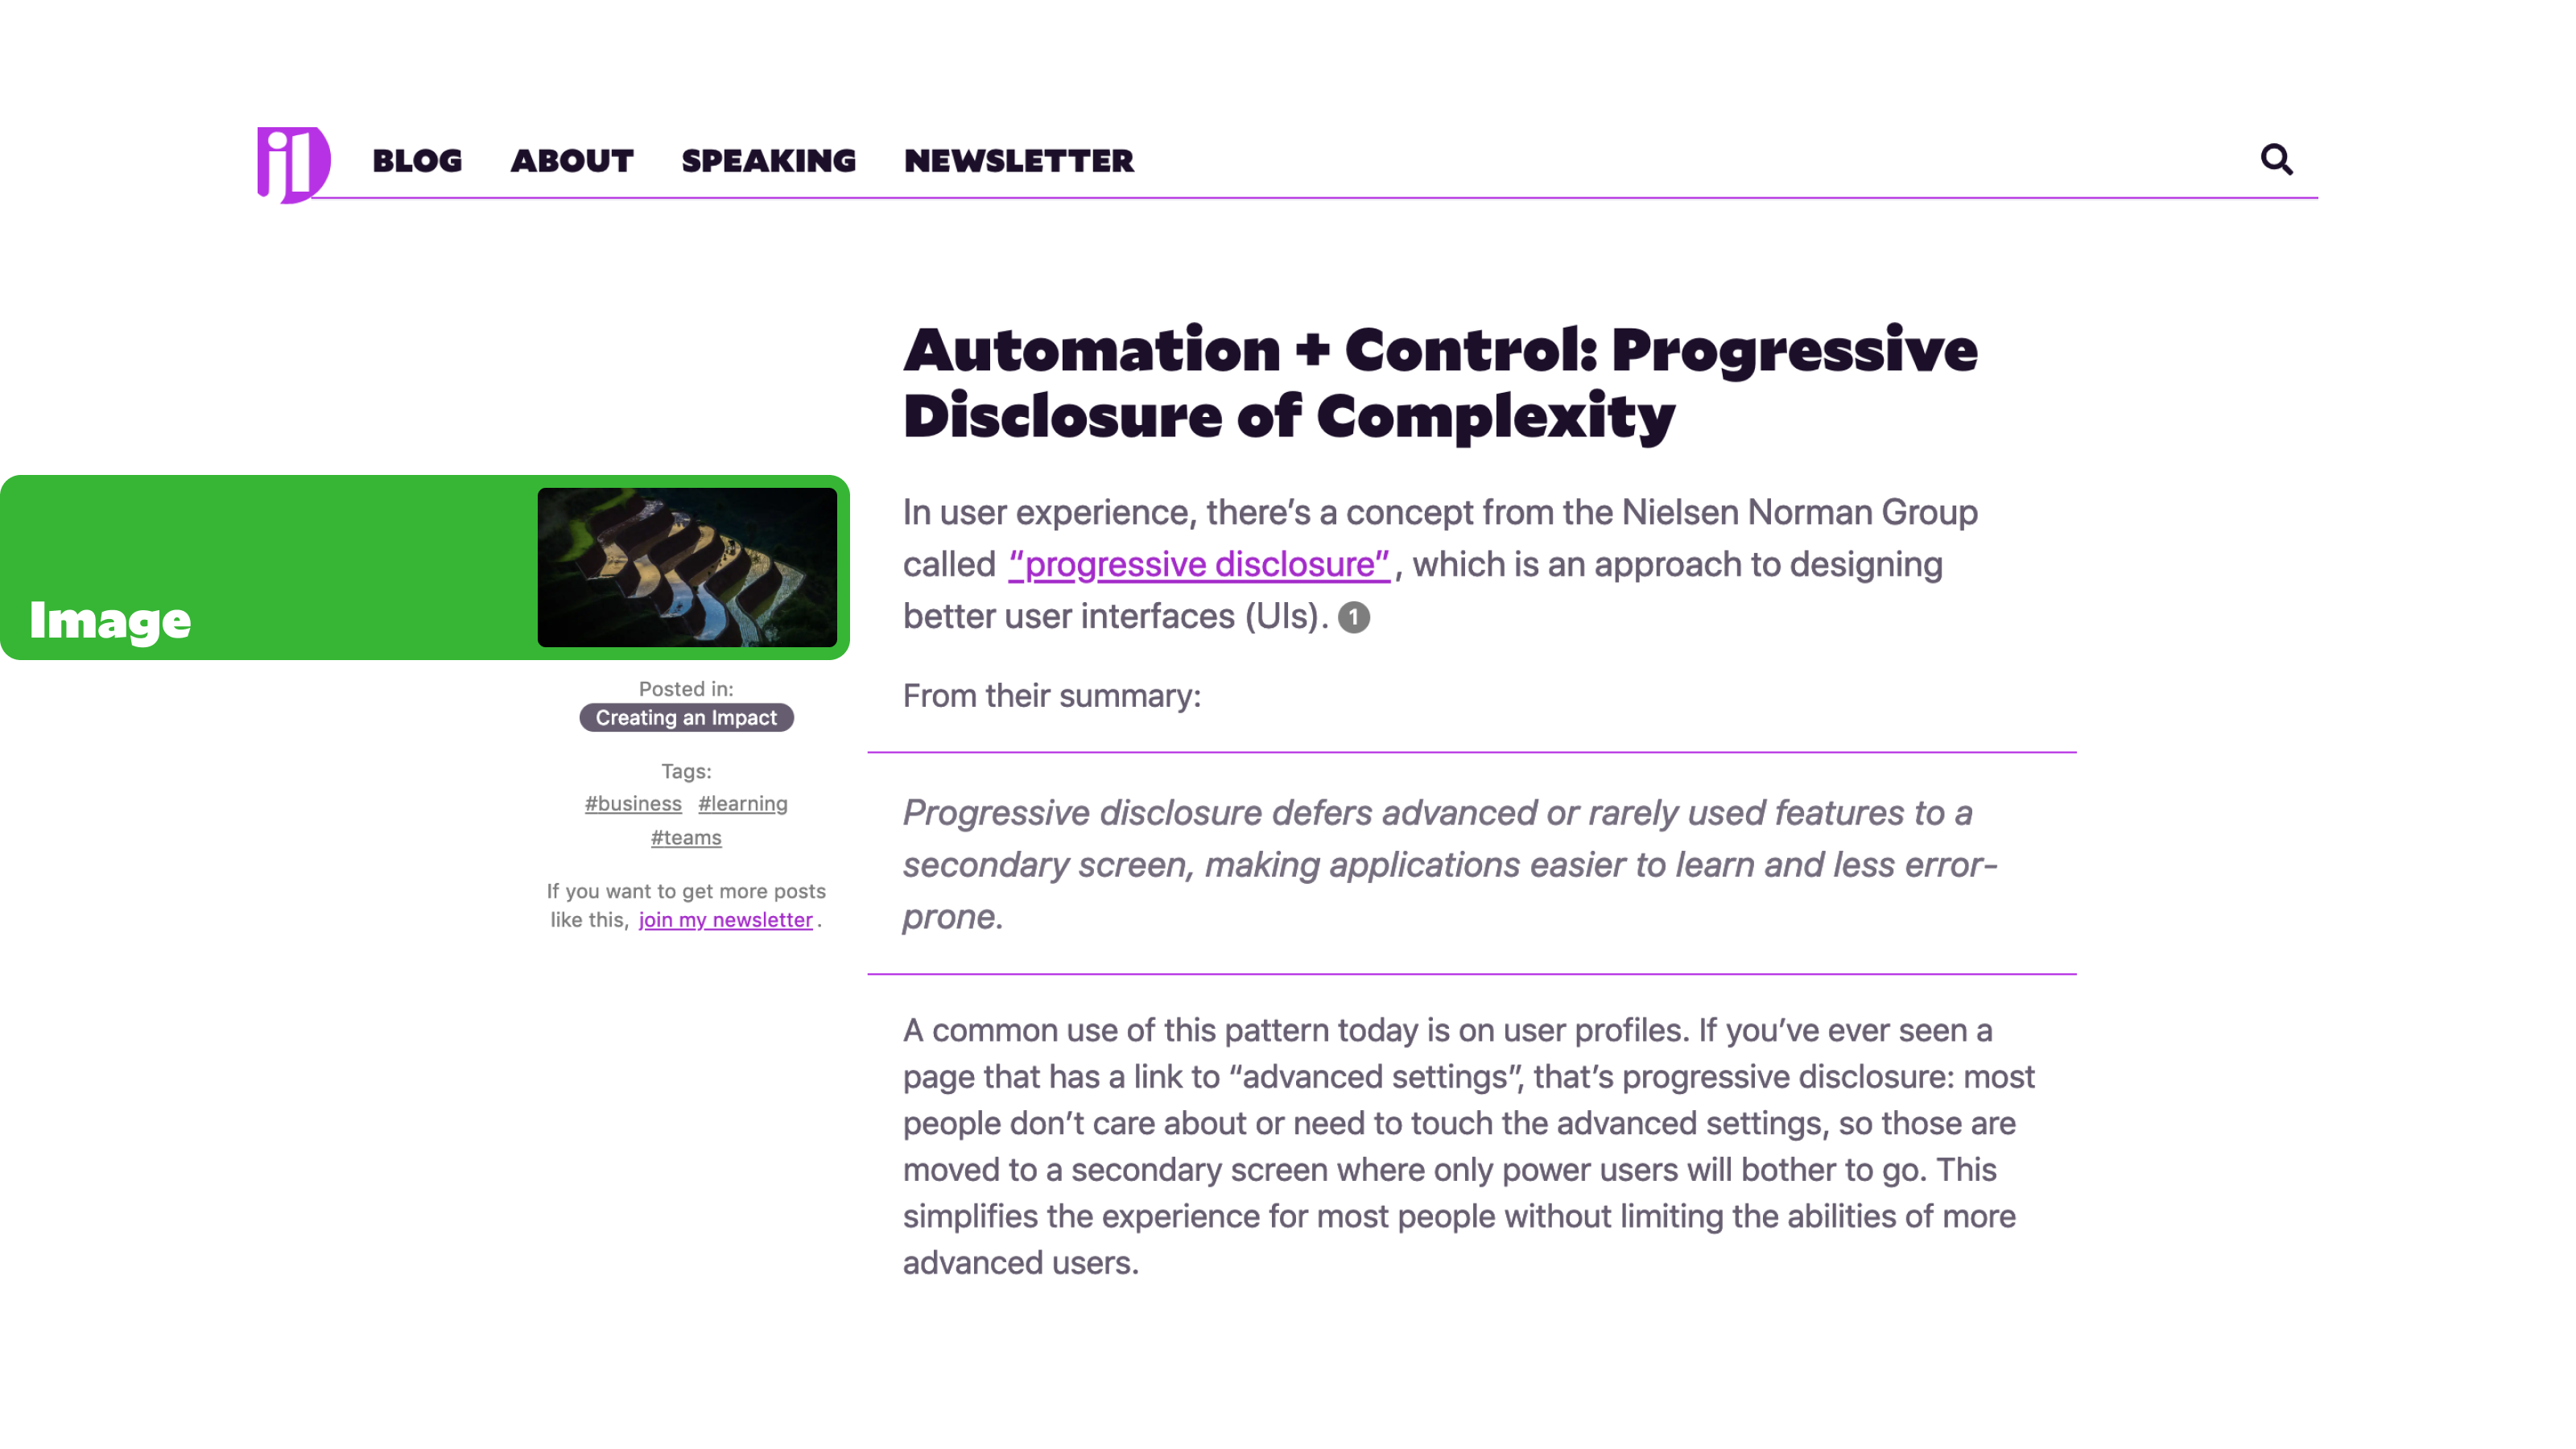 BLOG ABOUT SPEAKING NEWSLETTER
Automation + Control: Progressive
Disclosure of Complexity
Image
In user experience, there’s a concept from the Nielsen Norman Group
called “progressive disclosure”, which is an approach to designing
better user interfaces (UIs). 1
From their summary:
Posted in:
Creating an Impact
Tags:
#business #learning
#teams
If you want to get more posts
like this, join my newsletter.
Progressive disclosure defers advanced or rarely used features to a
secondary screen, making applications easier to learn and less error-
prone.
A common use of this pattern today is on user profiles. If you’ve ever seen a
page that has a link to “advanced settings”, that’s progressive disclosure: most
people don’t care about or need to touch the advanced settings, so those are
moved to a secondary screen where only power users will bother to go. This
simplifies the experience for most people without limiting the abilities of more
advanced users.